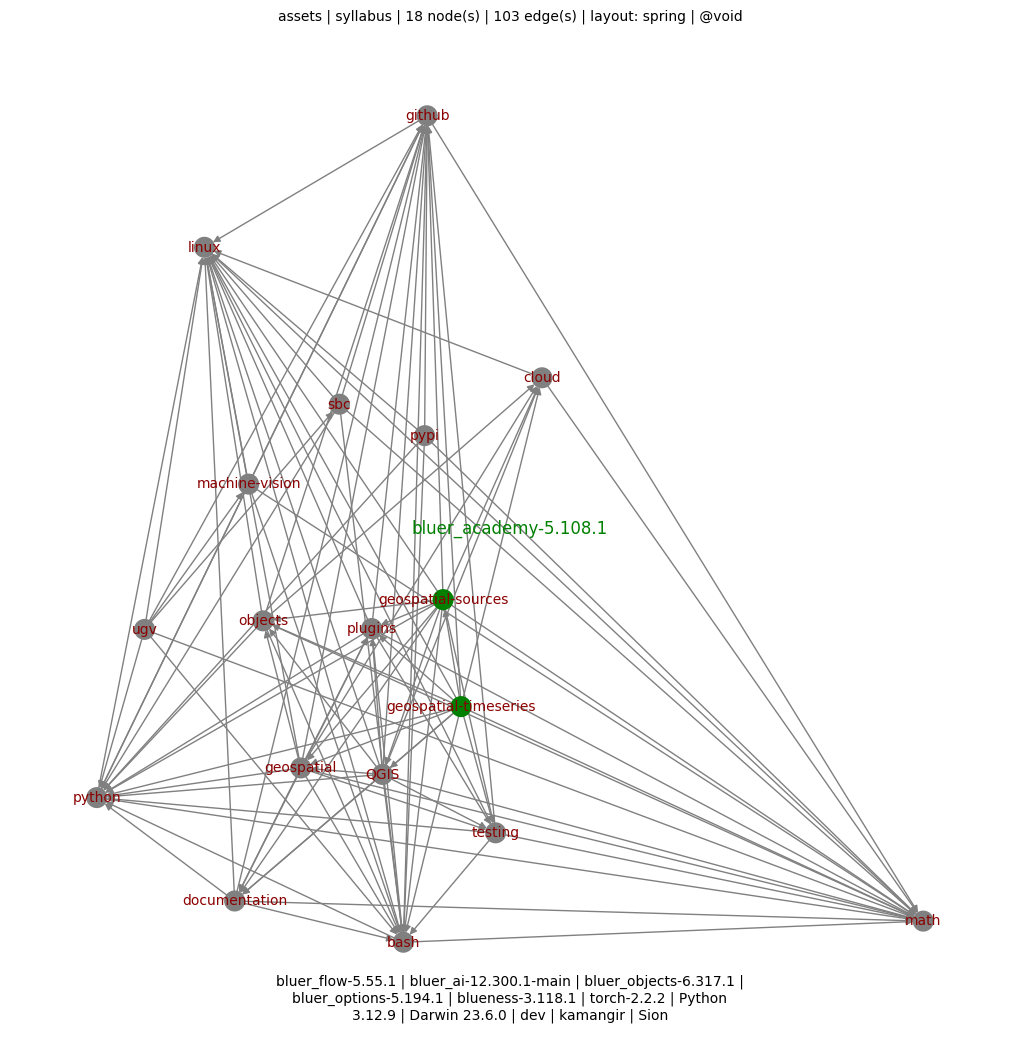 assets | syllabus | 18 node(s) | 103 edge(s) | layout: spring | @void
github
linux
cloud
sbc
pypi
machine-vision
bluer_academy-5.108.1
geospatial-sources
objects
plugins
ugv
geospatial-timeseries
geospatial
QGIS
python
testing
documentation
math
bash
bluer_flow-5.55.1 | bluer_ai-12.300.1-main | bluer_objects-6.317.1 |
bluer_options-5.194.1 | blueness-3.118.1 | torch-2.2.2 | Python
3.12.9 | Darwin 23.6.0 | dev | kamangir | Sion